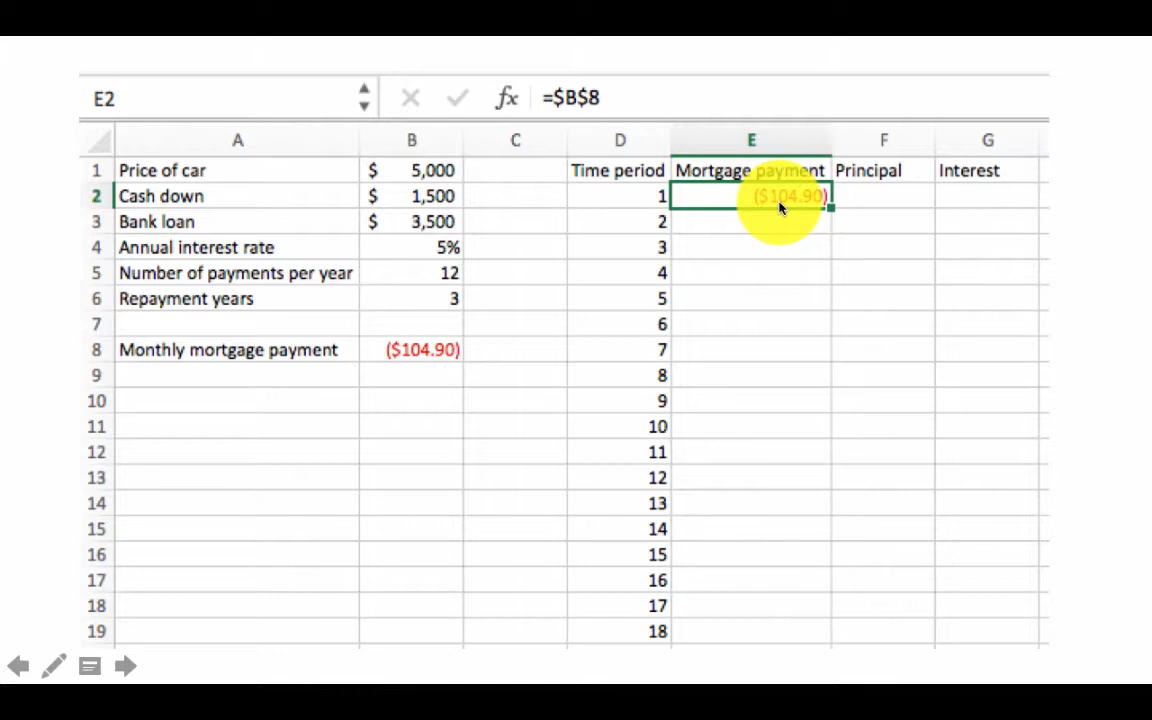 E2 fx =$B$8
A B C D E F G
1 Price of car $ 5,000 Time period Mortgage payment Principal Interest
2 Cash down $ 1,500 1 ($104.90)
3 Bank loan $ 3,500 2
4 Annual interest rate 5% 3
5 Number of payments per year 12 4
6 Repayment years 3 5
7 6
8 Monthly mortgage payment ($104.90) 7
9 8
10 9
11 10
12 11
13 12
14 13
15 14
16 15
17 16
18 17
19 18